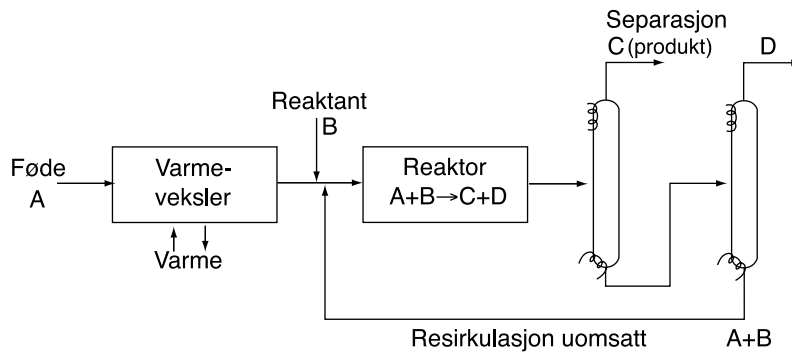 Separasjon
C (produkt)
D
Reaktant
B
Føde
A
Varme-
veksler
Reaktor
A+B→C+D
Varme
Resirkulasjon uomsatt
A+B